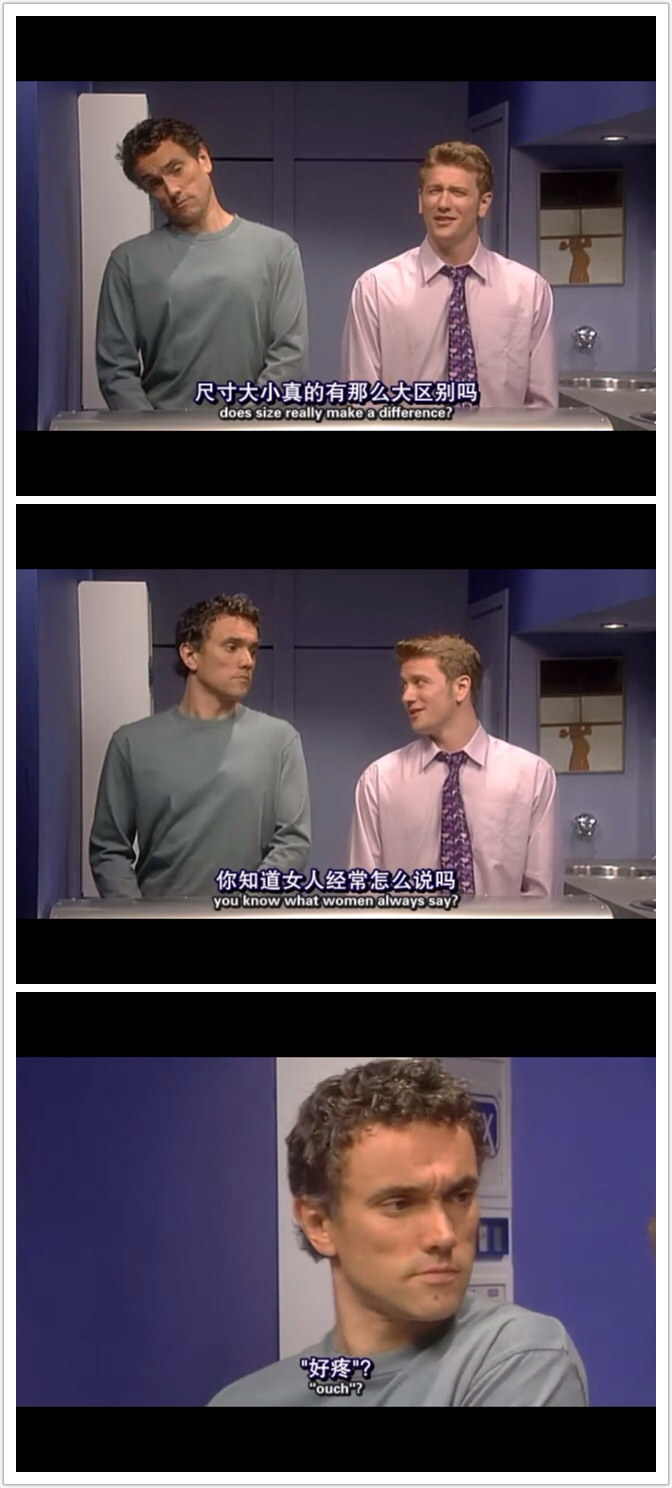 尺寸大小真的有那么大区别吗
does size really make a difference?
你知道女人经常怎么说吗
you know what women always say?
"好疼"?
"ouch"?